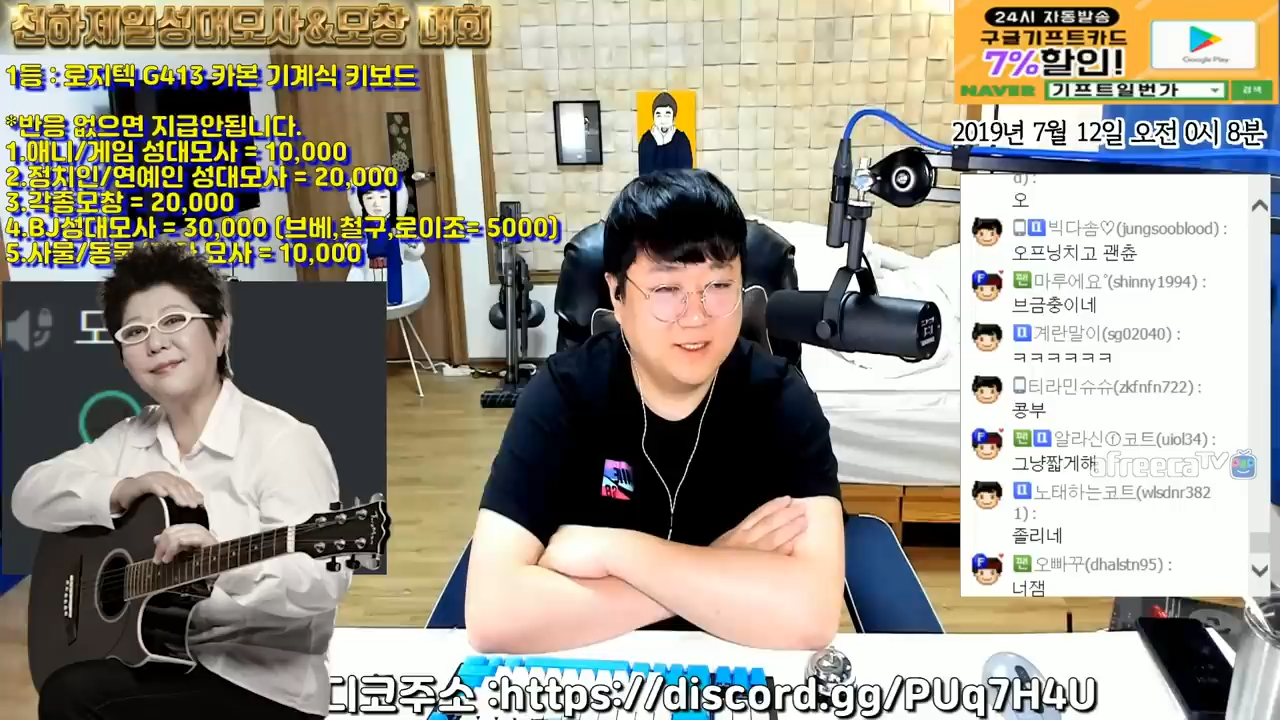 천하제일성대모사&모창 대회
1등 : 로지텍 G413 카본 기계식 키보드
*반응 없으면 지급안됩니다.
1.애니/게임 성대모사 = 10,000
2.정치인/연예인 성대모사 = 20,000
3.각종모창 = 20,000
4.BJ성대모사 = 30,000 (브베,철구,로이조= 5000)
5.사물/동물 묘사 = 10,000
24시 자동발송
구글기프트카드
7%할인!
Google Play
NAVER 기프트일번가 검색
2019년 7월 12일 오전 0시 8분
d) :
오
빅다솜♡(jungsooblood) :
오프닝치고 괜츈
팬 마루에요˚(shinny1994) :
브금충이네
계란말이(sg02040) :
ㅋㅋㅋㅋㅋㅋ
티라민슈슈(zkfnfn722) :
콩부
팬 알라신ⓕ코트(uiol34) :
그냥짧게해
afreecaTV
노태하는코트(wlsdnr382
1) :
졸리네
팬 오빠꾸(dhalstn95) :
너잼
디코주소 :https://discord.gg/PUq7H4U